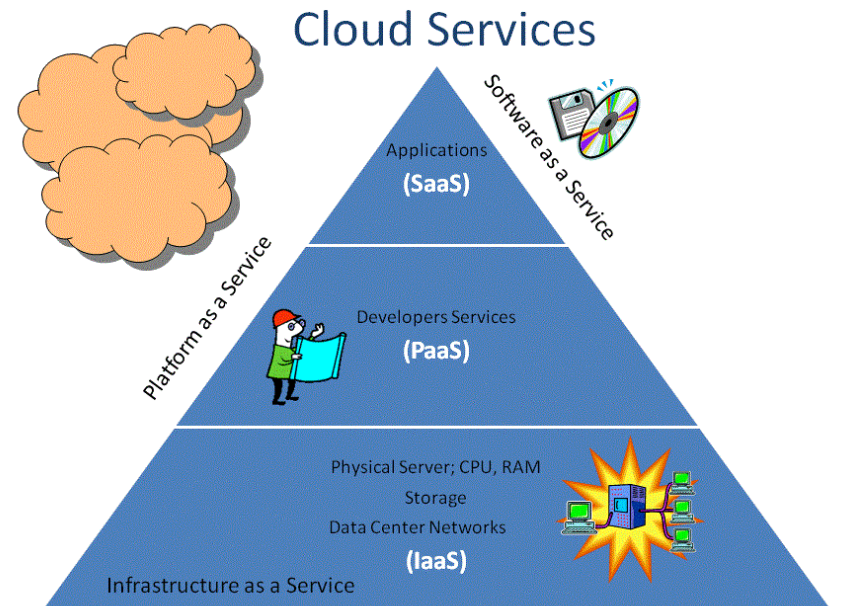 Cloud Services
Software as a Service
Applications
(SaaS)
Platform as a Service
Developers Services
(PaaS)
Physical Server; CPU, RAM
Storage
Data Center Networks
(IaaS)
Infrastructure as a Service